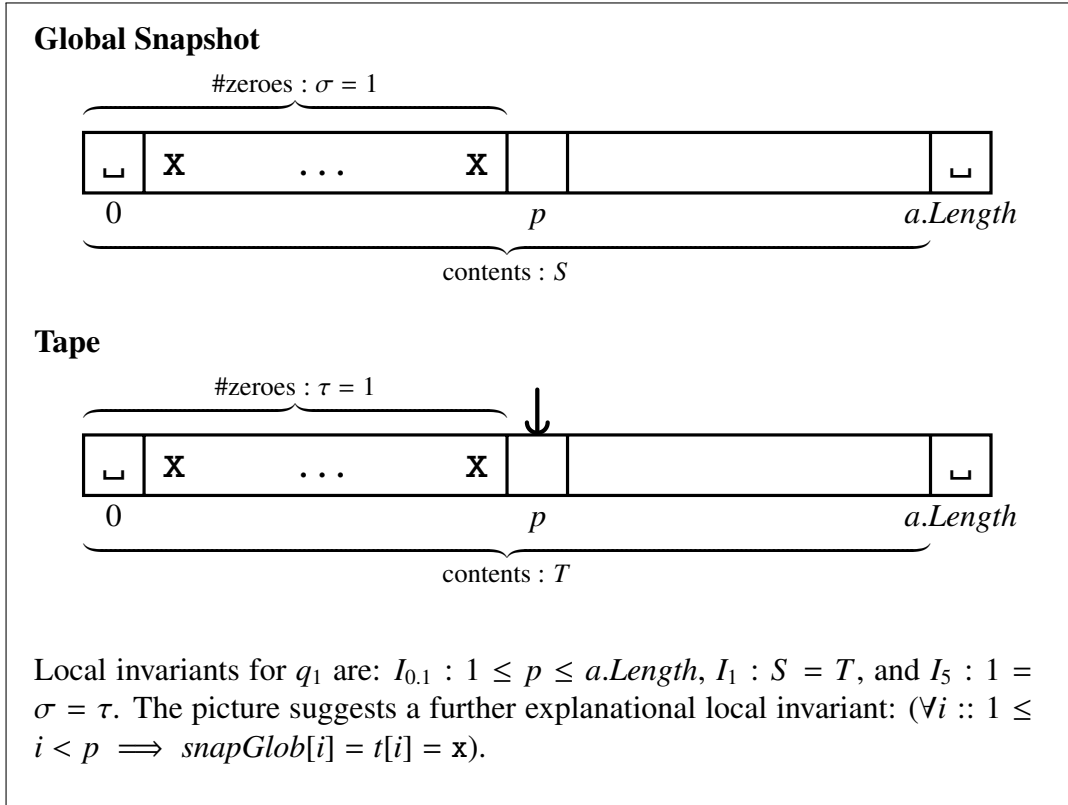 Global Snapshot
#zeroes : σ = 1
␣ x ... x ␣
0 p a.Length
contents : S
Tape
#zeroes : τ = 1
␣ x ... x ␣
0 p a.Length
contents : T
Local invariants for q₁ are: I₀.₁ : 1 ≤ p ≤ a.Length, I₁ : S = T, and I₅ : 1 =
σ = τ. The picture suggests a further explanational local invariant: (∀i :: 1 ≤
i < p ⟹ snapGlob[i] = t[i] = x).